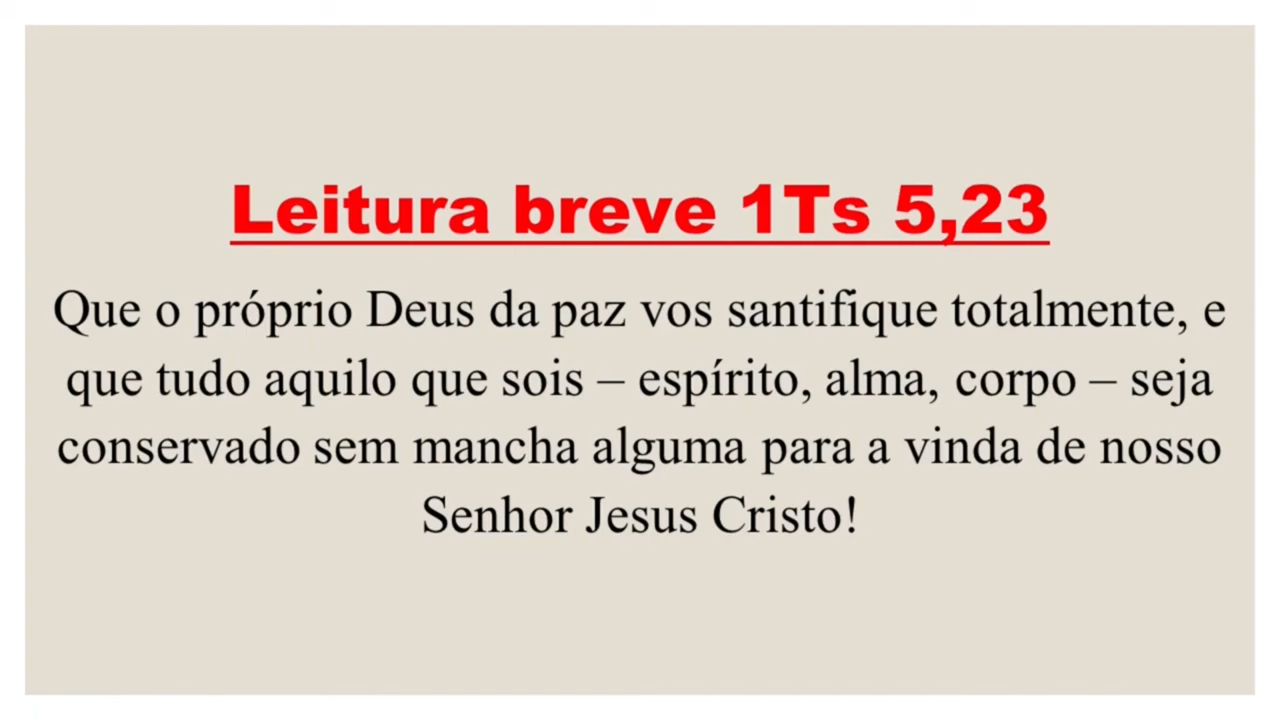 Leitura breve 1Ts 5,23
Que o próprio Deus da paz vos santifique totalmente, e
que tudo aquilo que sois – espírito, alma, corpo – seja
conservado sem mancha alguma para a vinda de nosso
Senhor Jesus Cristo!